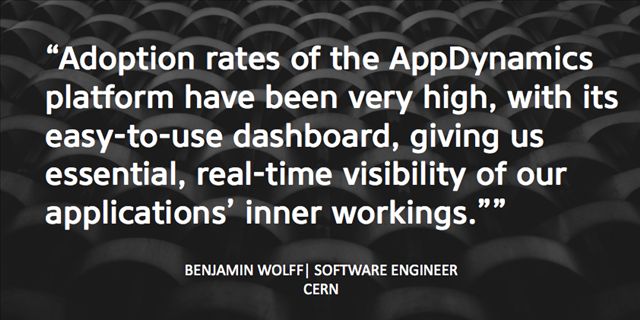 “Adoption rates of the AppDynamics
platform have been very high, with its
easy-to-use dashboard, giving us
essential, real-time visibility of our
applications’ inner workings.””
BENJAMIN WOLFF| SOFTWARE ENGINEER
CERN